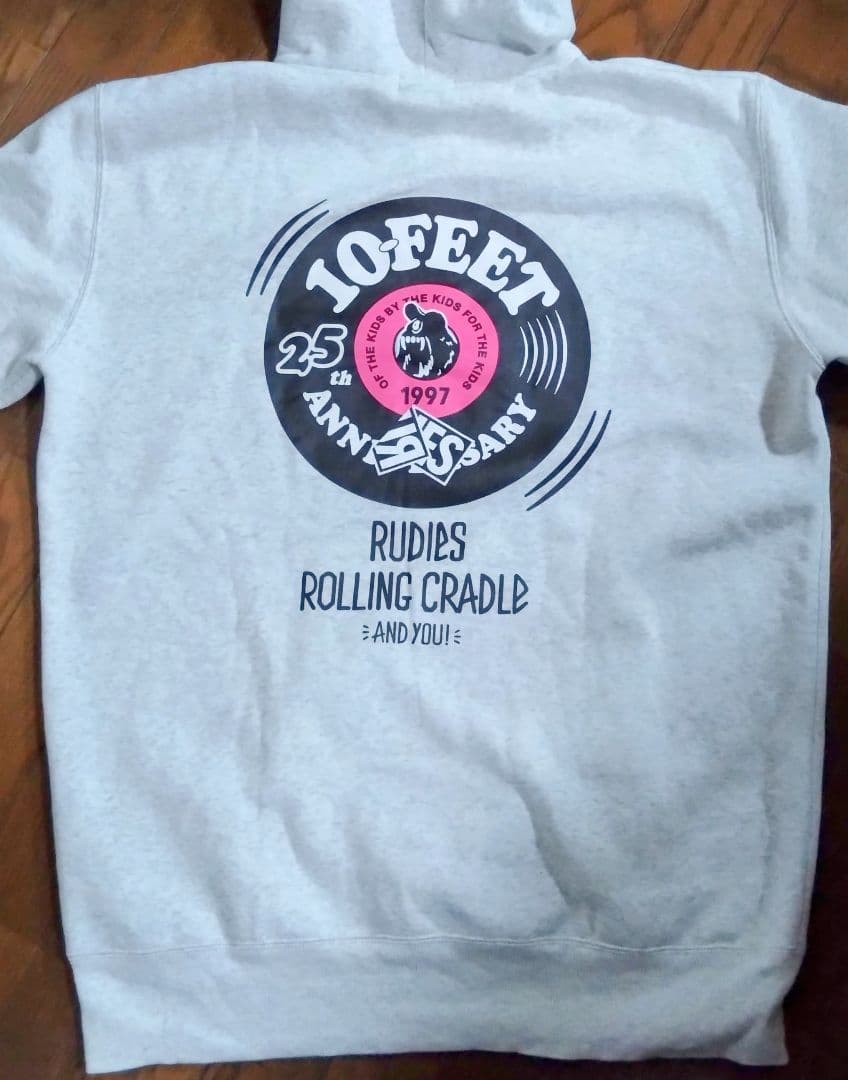 10-FEET
OF THE KIDS BY THE KIDS FOR THE KIDS
25th
1997
ANNIVERSARY
RUDIES
ROLLING CRADLE
AND YOU!